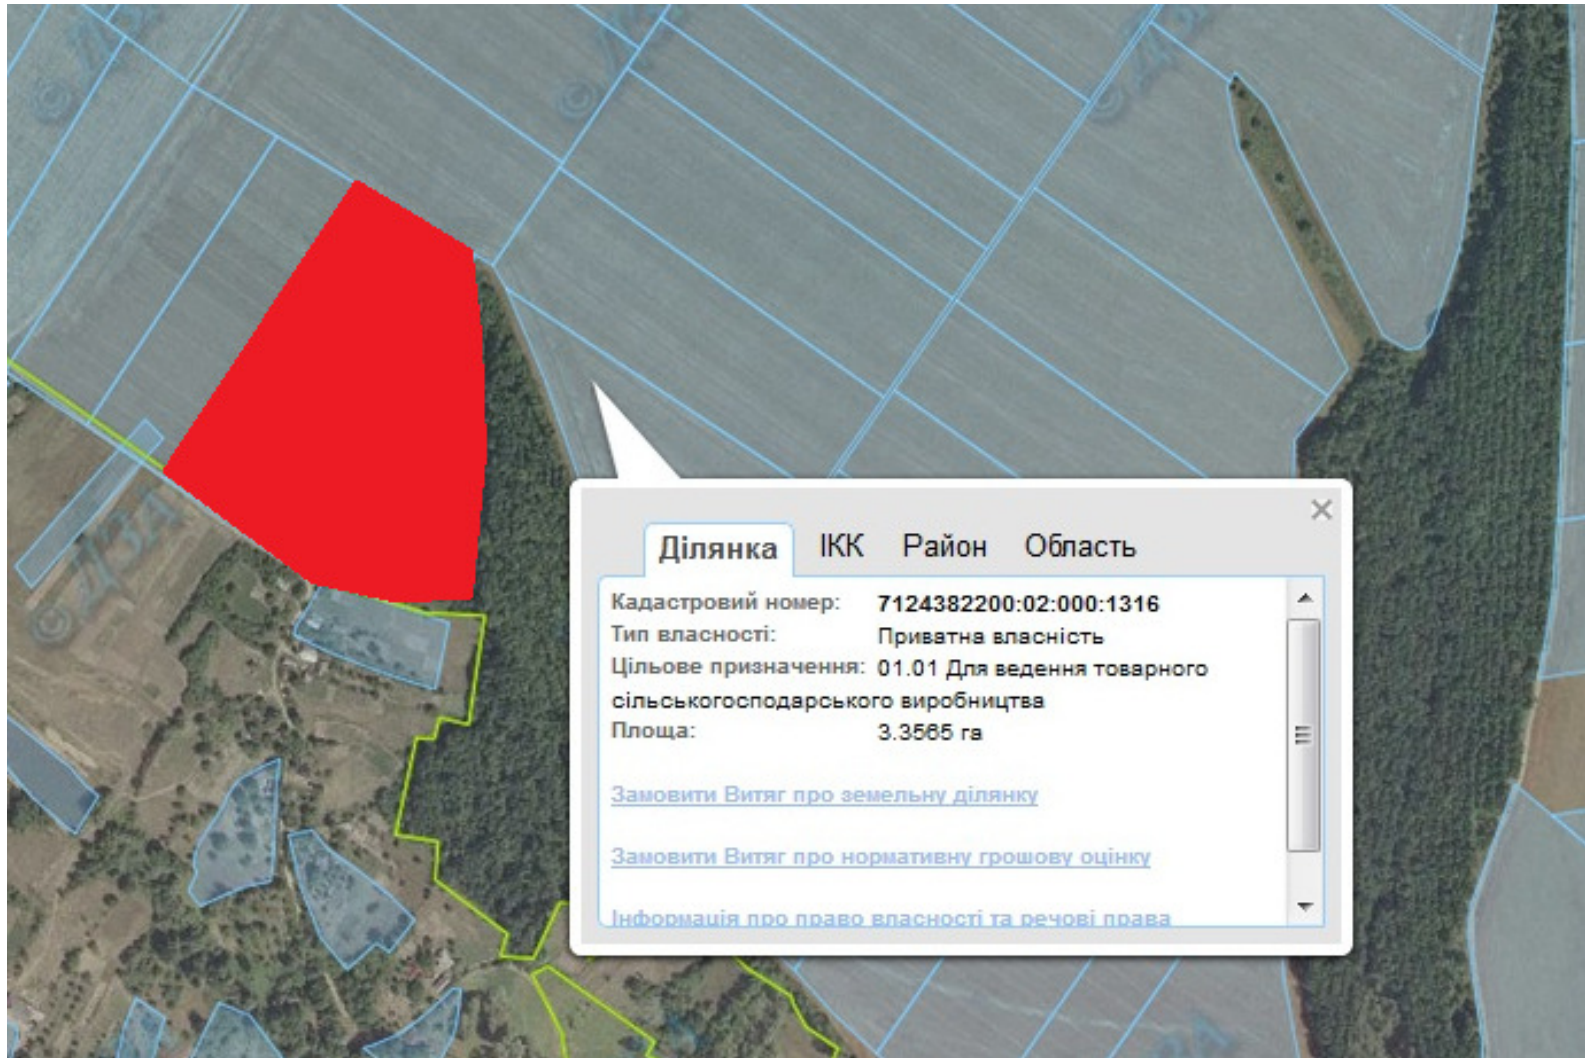 Ділянка ІКК Район Область
Кадастровий номер: 7124382200:02:000:1316
Тип власності: Приватна власність
Цільове призначення: 01.01 Для ведення товарного
сільськогосподарського виробництва
Площа: 3.3565 га
Замовити Витяг про земельну ділянку
Замовити Витяг про нормативну грошову оцінку
Інформація про право власності та речові права